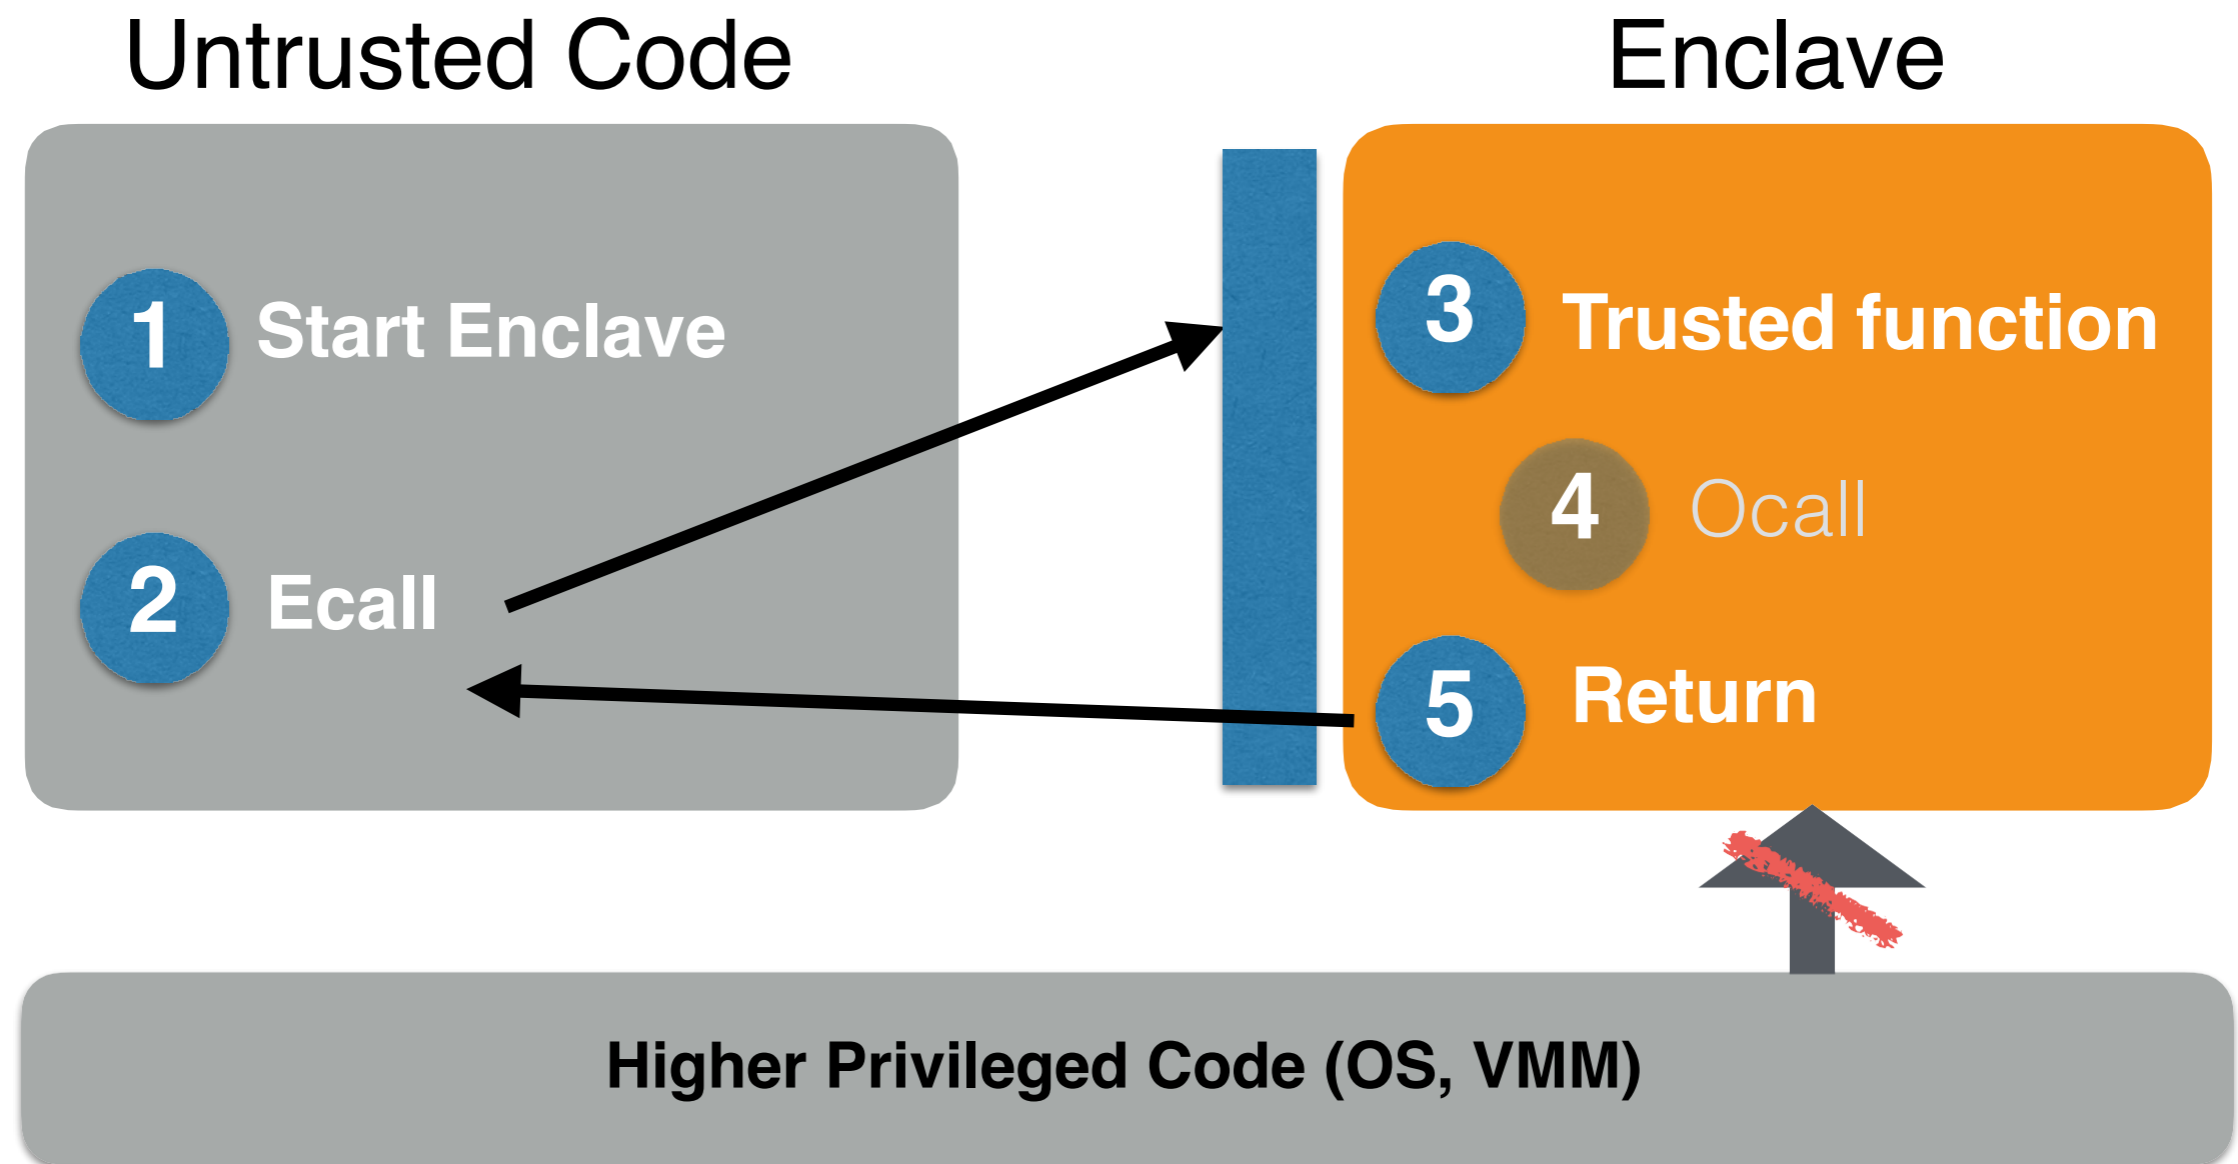 Untrusted Code
Enclave
1 Start Enclave
2 Ecall
3 Trusted function
4 Ocall
5 Return
Higher Privileged Code (OS, VMM)